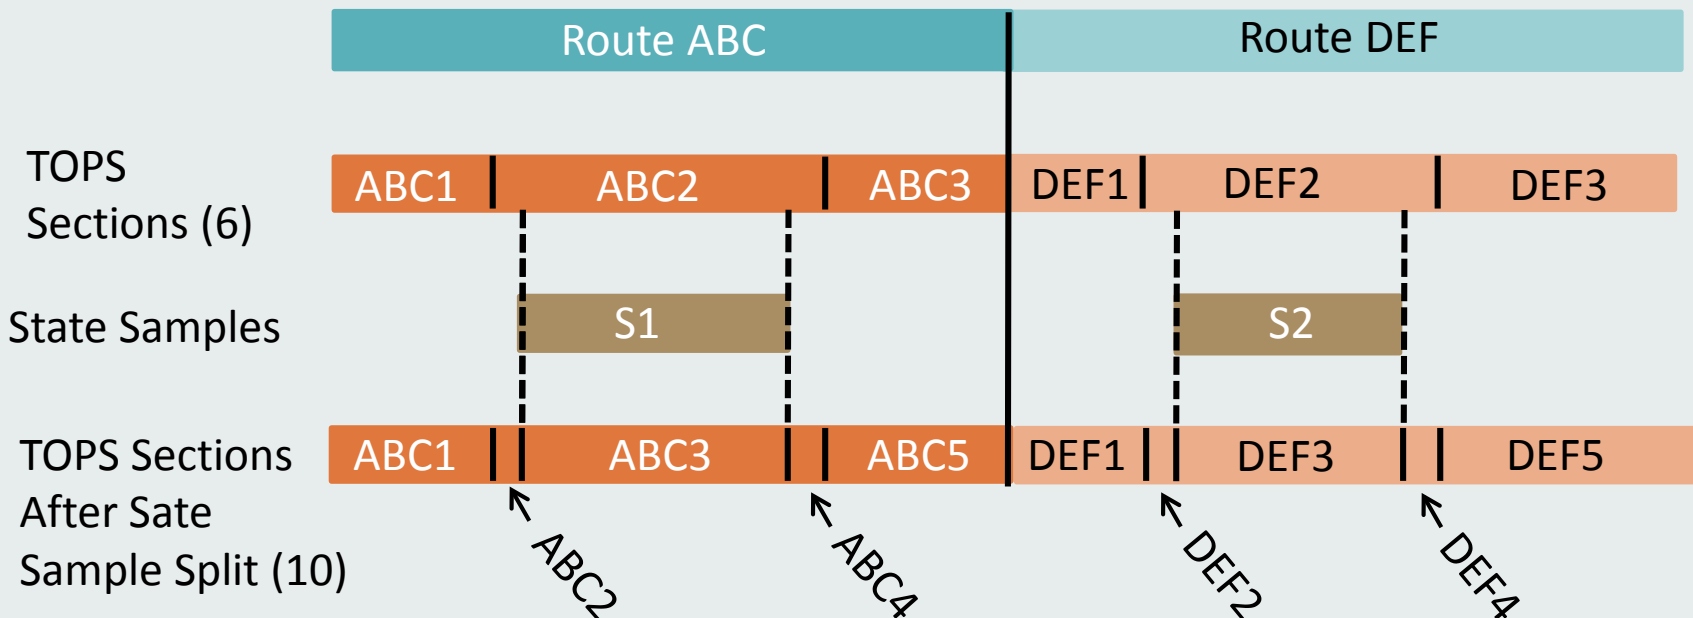 Route ABC
Route DEF
TOPS
Sections (6)
ABC1
ABC2
ABC3
DEF1
DEF2
DEF3
State Samples
S1
S2
TOPS Sections
After Sate
Sample Split (10)
ABC1
ABC3
ABC5
DEF1
DEF3
DEF5
ABC2
ABC4
DEF2
DEF4